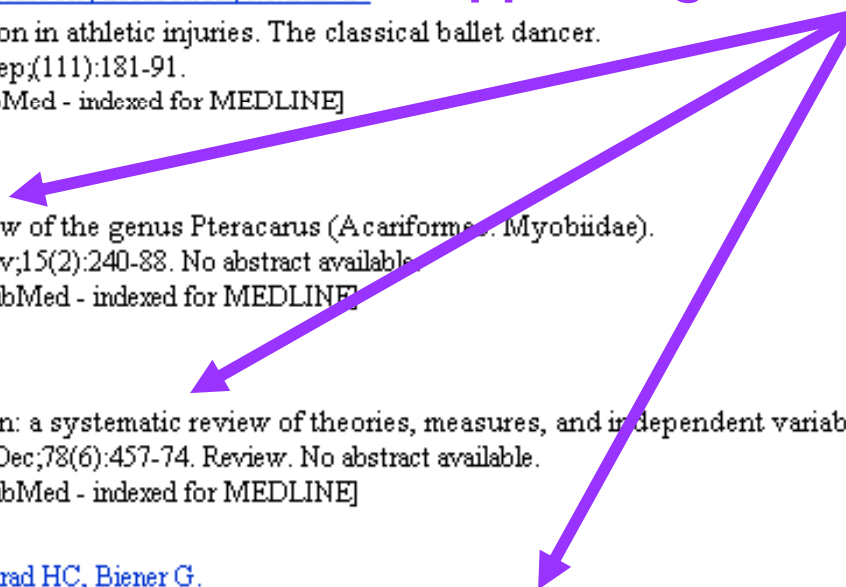 on in athletic injuries. The classical ballet dancer.
ep;(111):181-91.
Med - indexed for MEDLINE]
w of the genus Pteracarus (Acariformes: Myobiidae).
v;15(2):240-88. No abstract available.
bMed - indexed for MEDLINE]
n: a systematic review of theories, measures, and independent variab
Dec;78(6):457-74. Review. No abstract available.
bMed - indexed for MEDLINE]
rad HC, Biener G.